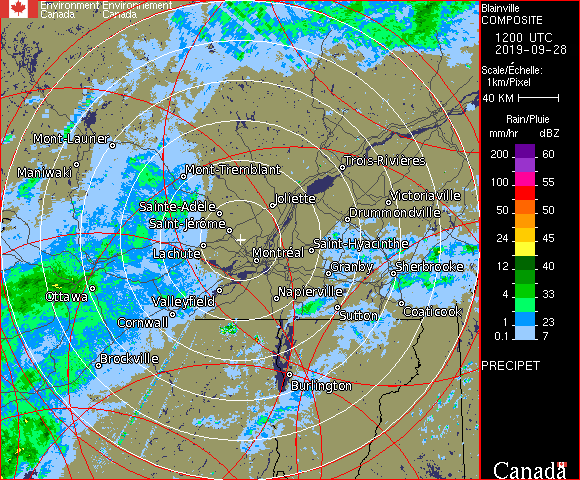 Environment Environnement
Canada Canada
Blainville
COMPOSITE
1200 UTC
2019-09-28
Scale/Échelle:
1km/Pixel
40 KM
Rain/Pluie
mm/hr dBZ
200 60
100 55
50 50
24 45
12 40
4 33
1 23
0.1 7
PRECIPET
Canada
Mont-Laurier
Maniwaki
Mont-Tremblant
Trois-Rivières
Sainte-Adèle
Joliette
Victoriaville
Saint-Jérôme
Drummondville
Lachute
Montréal
Saint-Hyacinthe
Granby
Sherbrooke
Ottawa
Valleyfield
Napierville
Cornwall
Sutton
Coaticook
Brockville
Burlington